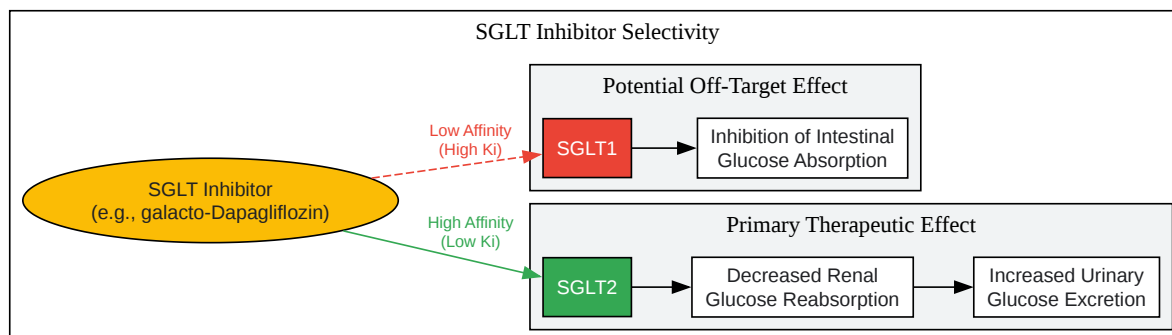 SGLT Inhibitor Selectivity
Potential Off-Target Effect
Low Affinity
(High Ki)
SGLT1
Inhibition of Intestinal
Glucose Absorption
SGLT Inhibitor
(e.g., galacto-Dapagliflozin)
Primary Therapeutic Effect
High Affinity
(Low Ki)
SGLT2
Decreased Renal
Glucose Reabsorption
Increased Urinary
Glucose Excretion